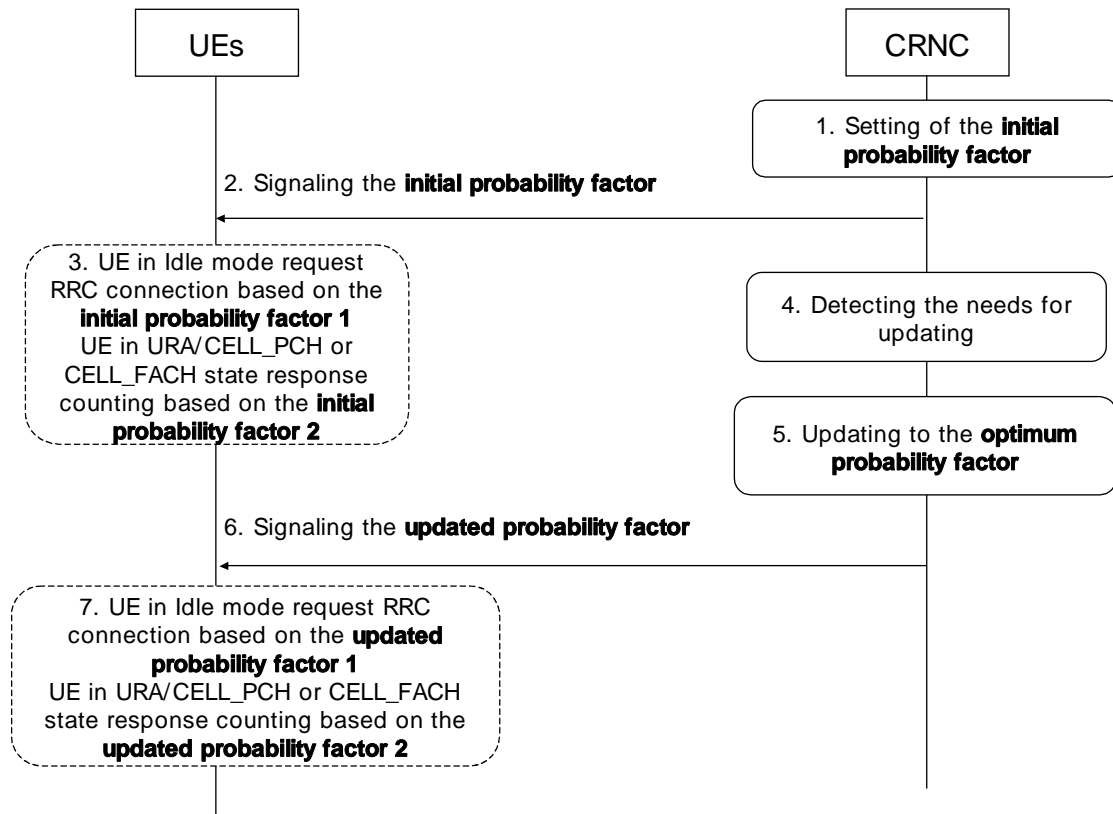 UEs
CRNC
1. Setting of the initial
probability factor
2. Signaling the initial probability factor
3. UE in Idle mode request
RRC connection based on the
initial probability factor 1
UE in URA/CELL_PCH or
CELL_FACH state response
counting based on the initial
probability factor 2
4. Detecting the needs for
updating
5. Updating to the optimum
probability factor
6. Signaling the updated probability factor
7. UE in Idle mode request RRC
connection based on the updated
probability factor 1
UE in URA/CELL_PCH or CELL_FACH
state response counting based on the
updated probability factor 2